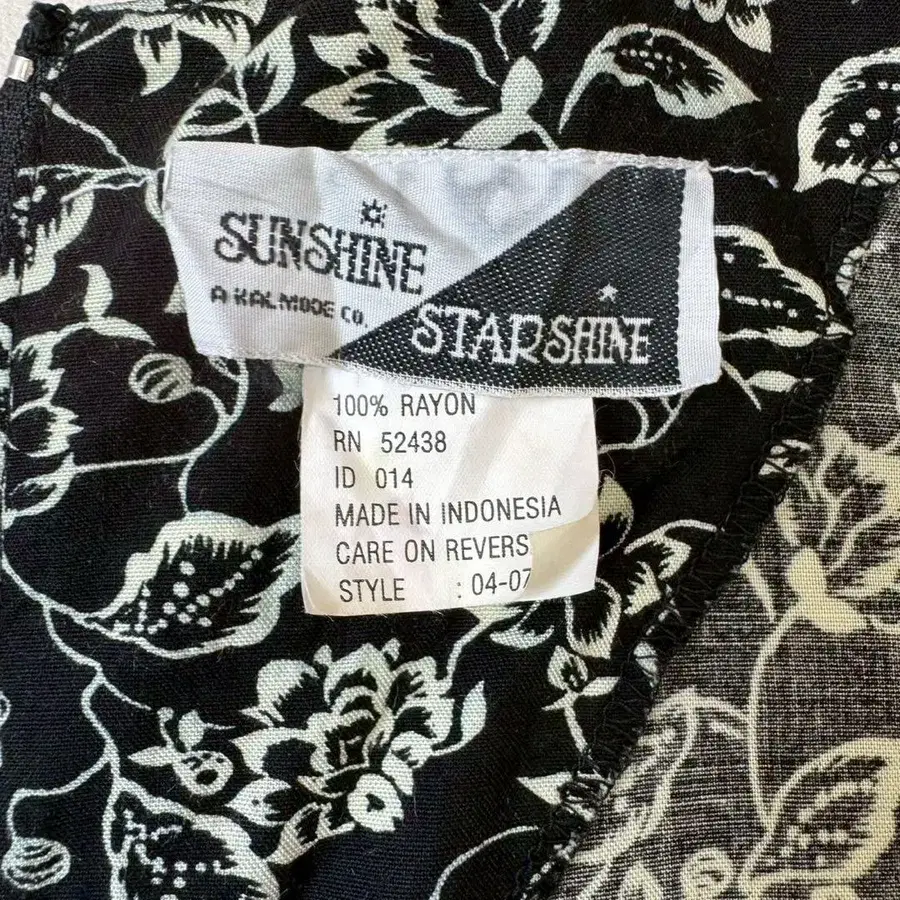 SUNSHINE
A KALMODE CO.
STARSHINE
100% RAYON
RN 52438
ID 014
MADE IN INDONESIA
CARE ON REVERS
STYLE : 04-07